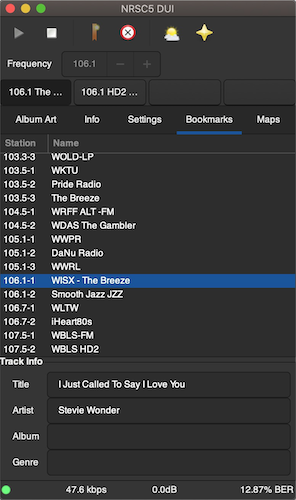 NRSC5 DUI
Frequency 106.1 − +
106.1 The ... 106.1 HD2 ...
Album Art Info Settings Bookmarks Maps
Station Name
103.3-3 WOLD-LP
103.5-1 WKTU
103.5-2 Pride Radio
103.5-3 The Breeze
104.5-1 WRFF ALT -FM
104.5-2 WDAS The Gambler
105.1-1 WWPR
105.1-2 DaNu Radio
105.1-3 WWRL
106.1-1 WISX - The Breeze
106.1-2 Smooth Jazz JZZ
106.7-1 WLTW
106.7-2 iHeart80s
107.5-1 WBLS-FM
107.5-2 WBLS HD2
Track Info
Title I Just Called To Say I Love You
Artist Stevie Wonder
Album
Genre
47.6 kbps 0.0dB 12.87% BER